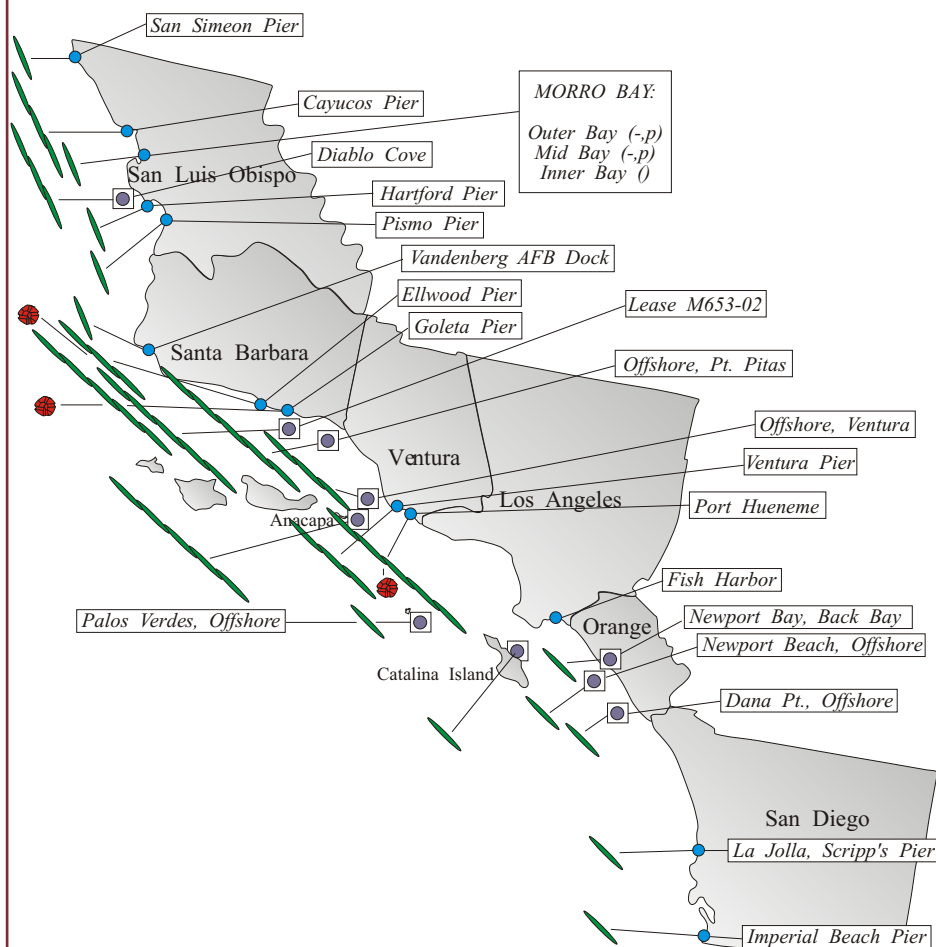 San Simeon Pier
Cayucos Pier
MORRO BAY:
Outer Bay (-,p)
Mid Bay (-,p)
Inner Bay ()
Diablo Cove
San Luis Obispo
Hartford Pier
Pismo Pier
Vandenberg AFB Dock
Ellwood Pier
Lease M653-02
Goleta Pier
Santa Barbara
Offshore, Pt. Pitas
Offshore, Ventura
Ventura
Ventura Pier
Los Angeles
Port Hueneme
Anacapa
Fish Harbor
Palos Verdes, Offshore
Orange
Newport Bay, Back Bay
Newport Beach, Offshore
Catalina Island
Dana Pt., Offshore
San Diego
La Jolla, Scripp's Pier
Imperial Beach Pier